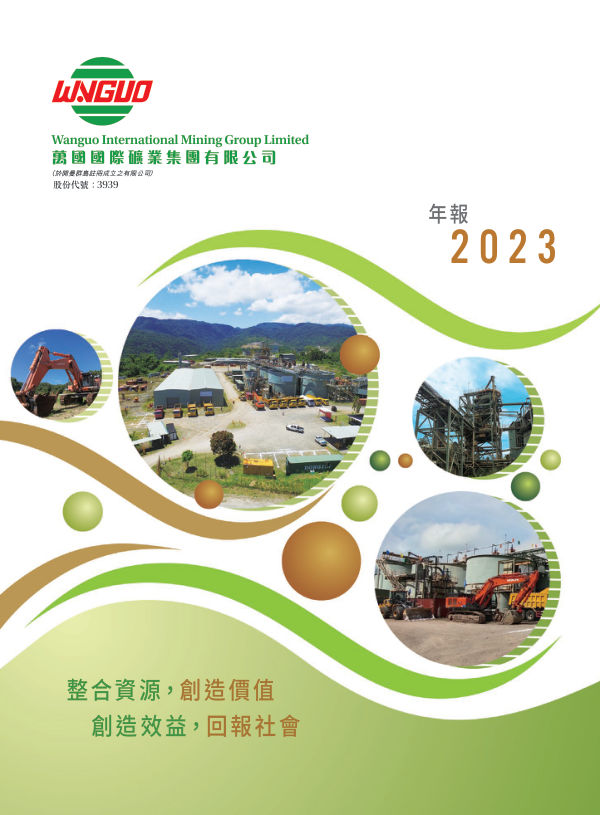 WANGUO
Wanguo International Mining Group Limited
萬國國際礦業集團有限公司
(於開曼群島註冊成立之有限公司)
股份代號：3939
年報
2023
整合資源，創造價值
創造效益，回報社會